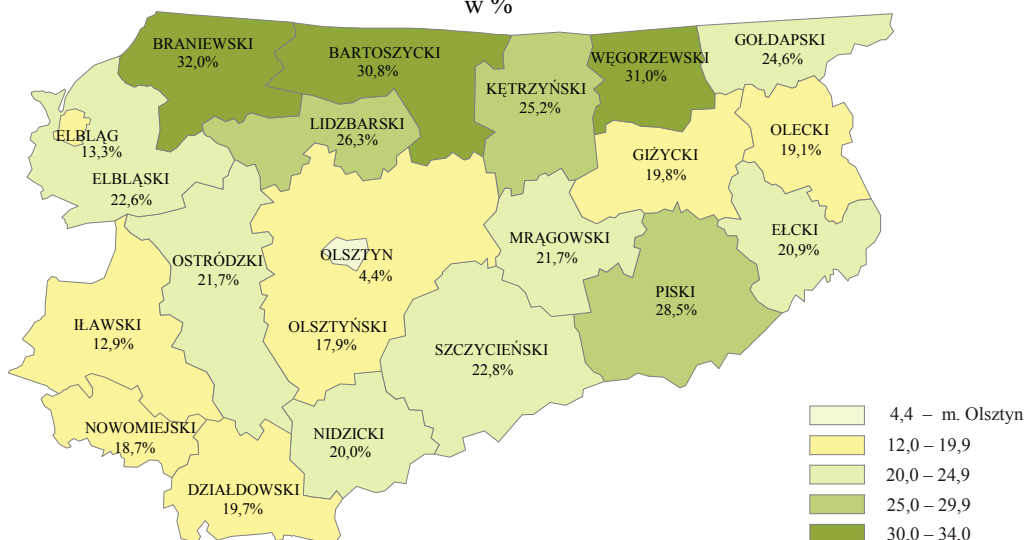 w %
BRANIEWSKI
32,0%
BARTOSZYCKI
30,8%
KĘTRZYŃSKI
25,2%
WĘGORZEWSKI
31,0%
GOŁDAPSKI
24,6%
ELBLĄG
13,3%
LIDZBARSKI
26,3%
GIŻYCKI
19,8%
OLECKI
19,1%
ELBLĄSKI
22,6%
OSTRÓDZKI
21,7%
OLSZTYN
4,4%
MRĄGOWSKI
21,7%
EŁCKI
20,9%
IŁAWSKI
12,9%
OLSZTYŃSKI
17,9%
SZCZYCIEŃSKI
22,8%
PISKI
28,5%
NOWOMIEJSKI
18,7%
NIDZICKI
20,0%
DZIAŁDOWSKI
19,7%
4,4 – m. Olsztyn
12,0 – 19,9
20,0 – 24,9
25,0 – 29,9
30,0 – 34,0